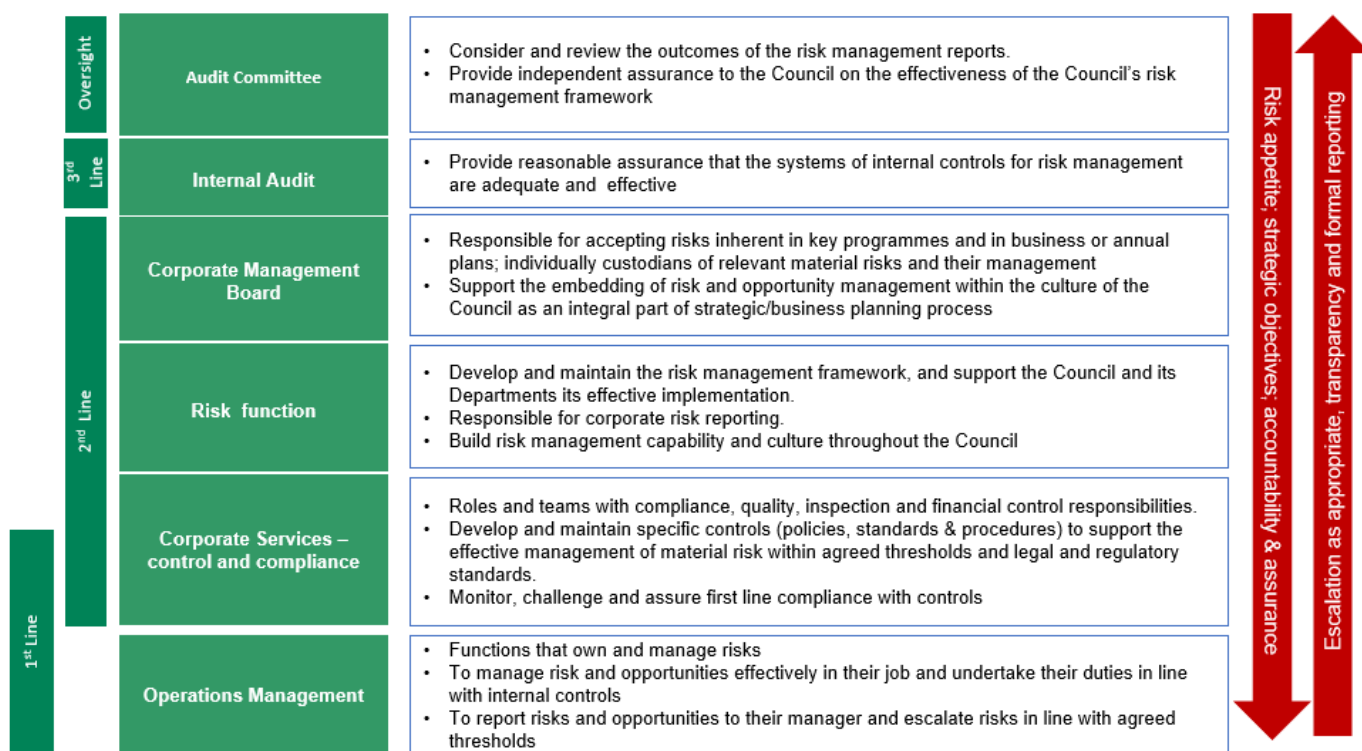 Oversight
Audit Committee
• Consider and review the outcomes of the risk management reports.
• Provide independent assurance to the Council on the effectiveness of the Council's risk
management framework
3rd
Line
Internal Audit
• Provide reasonable assurance that the systems of internal controls for risk management
are adequate and effective
2nd Line
Corporate Management
Board
• Responsible for accepting risks inherent in key programmes and in business or annual
plans; individually custodians of relevant material risks and their management
• Support the embedding of risk and opportunity management within the culture of the
Council as an integral part of strategic/business planning process
Risk function
• Develop and maintain the risk management framework, and support the Council and its
Departments its effective implementation.
• Responsible for corporate risk reporting.
• Build risk management capability and culture throughout the Council
Corporate Services –
control and compliance
• Roles and teams with compliance, quality, inspection and financial control responsibilities.
• Develop and maintain specific controls (policies, standards & procedures) to support the
effective management of material risk within agreed thresholds and legal and regulatory
standards.
• Monitor, challenge and assure first line compliance with controls
1st Line
Operations Management
• Functions that own and manage risks
• To manage risk and opportunities effectively in their job and undertake their duties in line
with internal controls
• To report risks and opportunities to their manager and escalate risks in line with agreed
thresholds
Risk appetite; strategic objectives; accountability & assurance
Escalation as appropriate, transparency and formal reporting